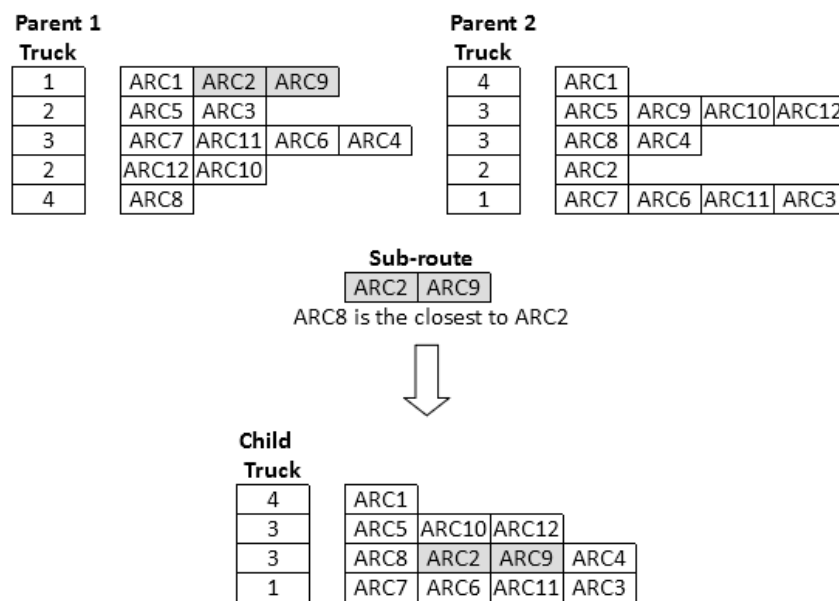 Parent 1
Truck
1 ARC1 ARC2 ARC9
2 ARC5 ARC3
3 ARC7 ARC11 ARC6 ARC4
2 ARC12 ARC10
4 ARC8
Parent 2
Truck
4 ARC1
3 ARC5 ARC9 ARC10 ARC12
3 ARC8 ARC4
2 ARC2
1 ARC7 ARC6 ARC11 ARC3
Sub-route
ARC2 ARC9
ARC8 is the closest to ARC2
Child
Truck
4 ARC1
3 ARC5 ARC10 ARC12
3 ARC8 ARC2 ARC9 ARC4
1 ARC7 ARC6 ARC11 ARC3